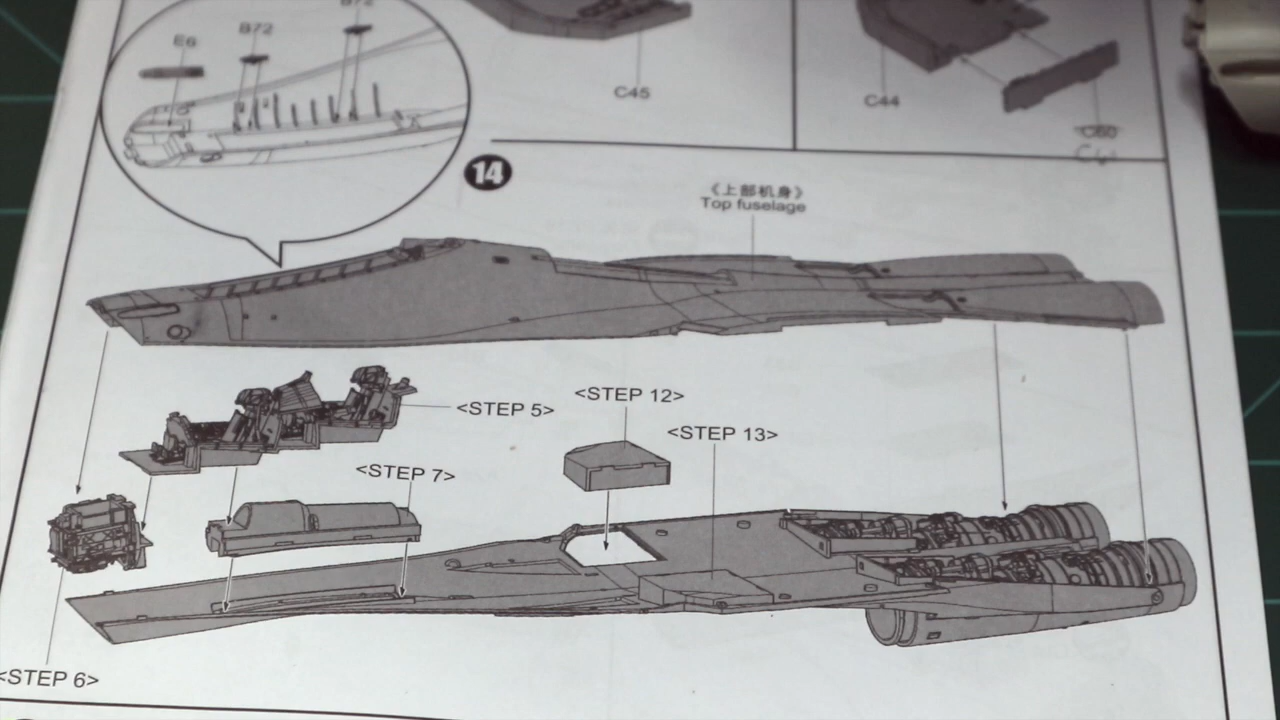 B72
E6
B72
C45
C44
C60
14
《上部机身》
Top fuselage
<STEP 12>
<STEP 5>
<STEP 13>
<STEP 7>
<STEP 6>